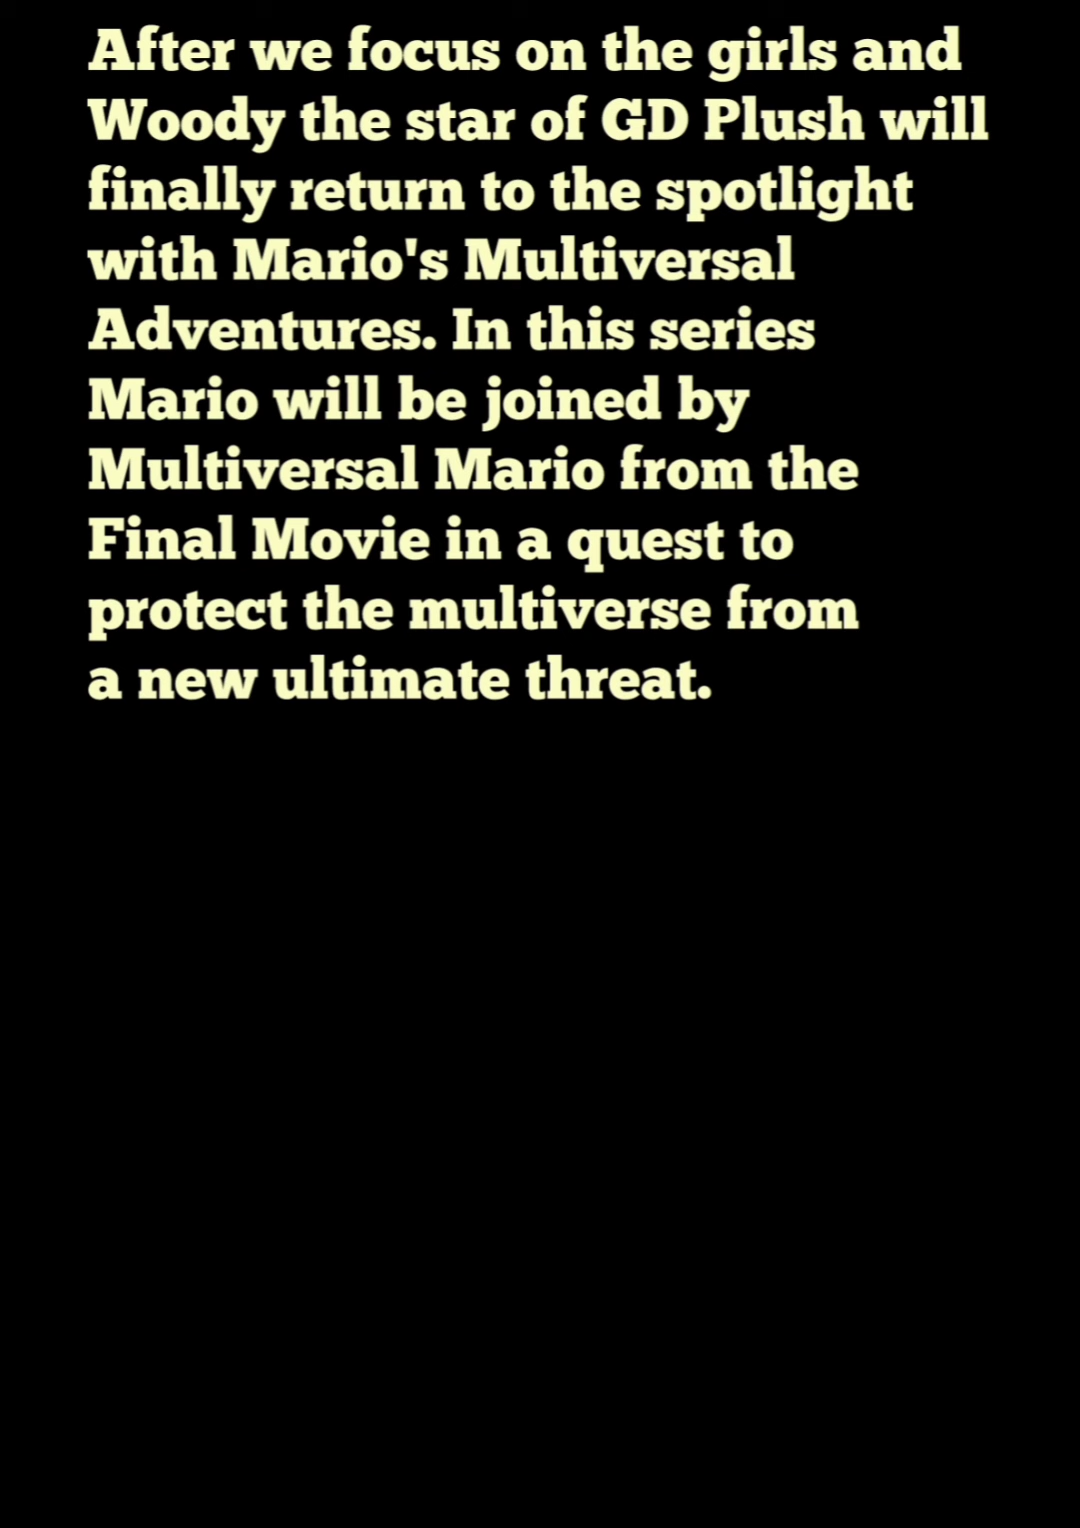 After we focus on the girls and
Woody the star of GD Plush will
finally return to the spotlight
with Mario's Multiversal
Adventures. In this series
Mario will be joined by
Multiversal Mario from the
Final Movie in a quest to
protect the multiverse from
a new ultimate threat.